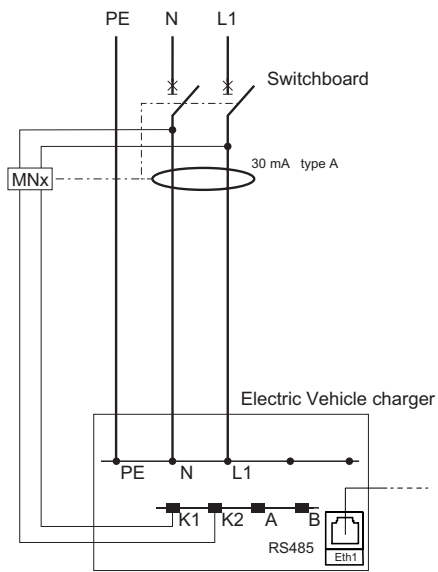 PE N L1
Switchboard
30 mA type A
MNx
Electric Vehicle charger
PE N L1
K1 K2 A B
RS485
Eth1